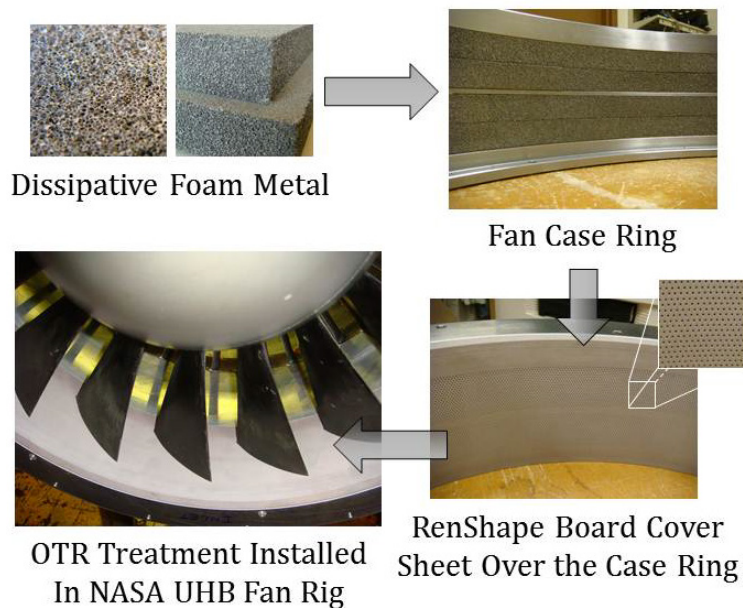 Dissipative Foam Metal
Fan Case Ring
RenShape Board Cover
Sheet Over the Case Ring
OTR Treatment Installed
In NASA UHB Fan Rig